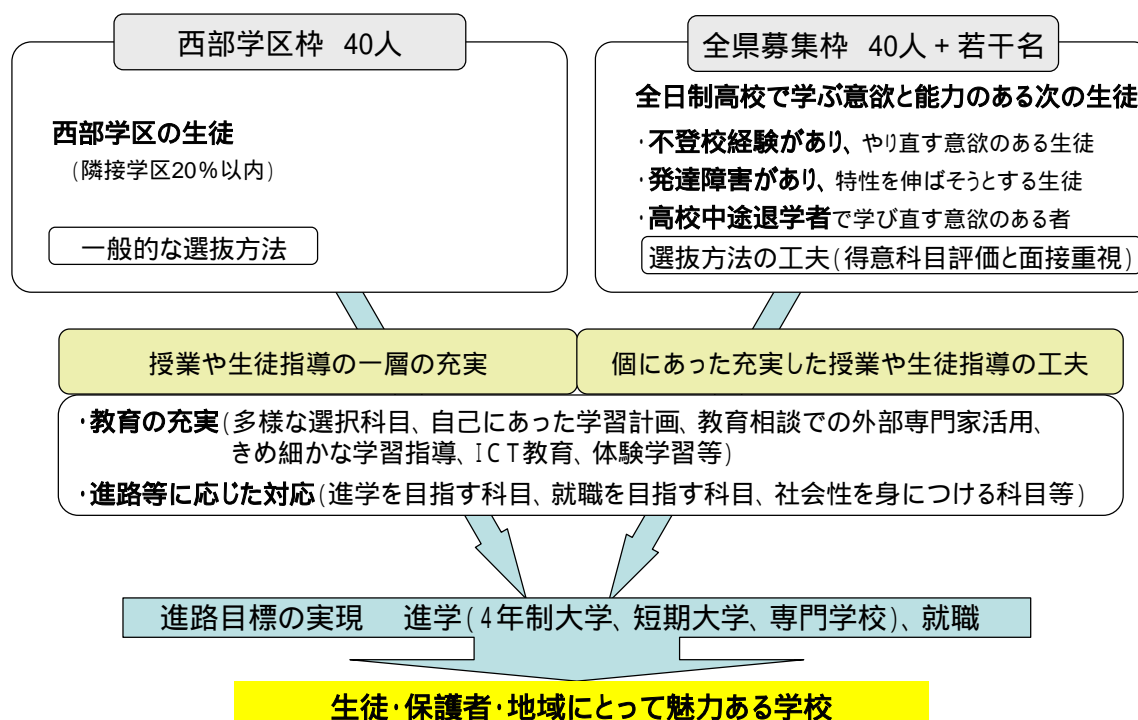 西部学区枠 40人
西部学区の生徒
(隣接学区20%以内)
一般的な選抜方法
全県募集枠 40人+若干名
全日制高校で学ぶ意欲と能力のある次の生徒
・不登校経験があり、やり直す意欲のある生徒
・発達障害があり、特性を伸ばそうとする生徒
・高校中途退学者で学び直す意欲のある者
選抜方法の工夫(得意科目評価と面接重視)
授業や生徒指導の一層の充実
個にあった充実した授業や生徒指導の工夫
・教育の充実(多様な選択科目、自己にあった学習計画、教育相談での外部専門家活用、
きめ細かな学習指導、ICT教育、体験学習等)
・進路等に応じた対応(進学を目指す科目、就職を目指す科目、社会性を身につける科目等)
進路目標の実現 進学(4年制大学、短期大学、専門学校)、就職
生徒・保護者・地域にとって魅力ある学校